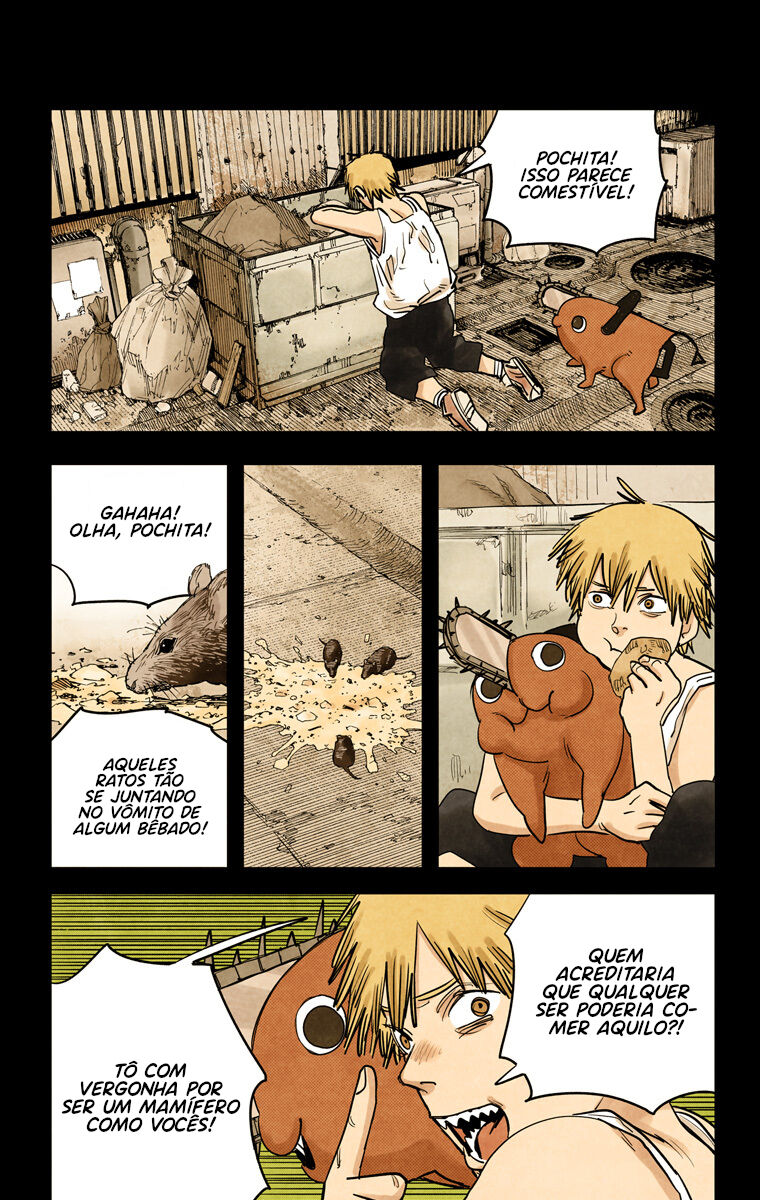 POCHITA!
ISSO PARECE
COMESTÍVEL!
GAHAHA!
OLHA, POCHITA!
AQUELES
RATOS TÃO
SE JUNTANDO
NO VÔMITO DE
ALGUM BÊBADO!
QUEM
ACREDITARIA
QUE QUALQUER
SER PODERIA CO-
MER AQUILO?!
TÔ COM
VERGONHA POR
SER UM MAMÍFERO
COMO VOCÊS!